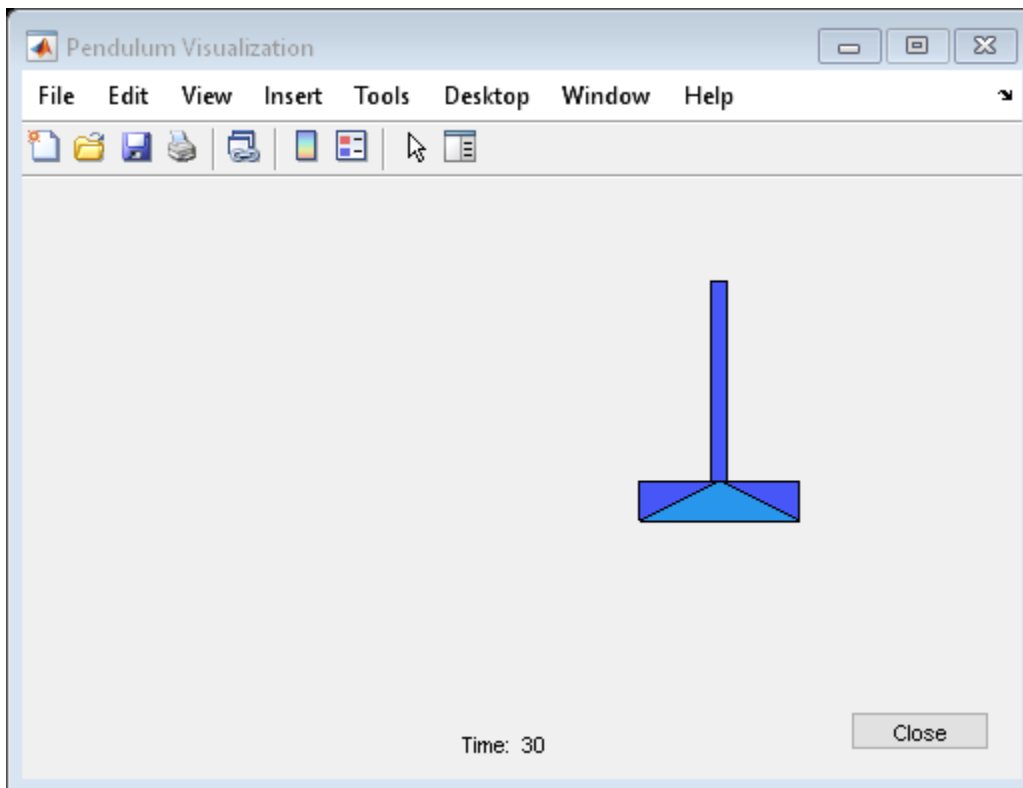 Pendulum Visualization
File Edit View Insert Tools Desktop Window Help
Time: 30
Close